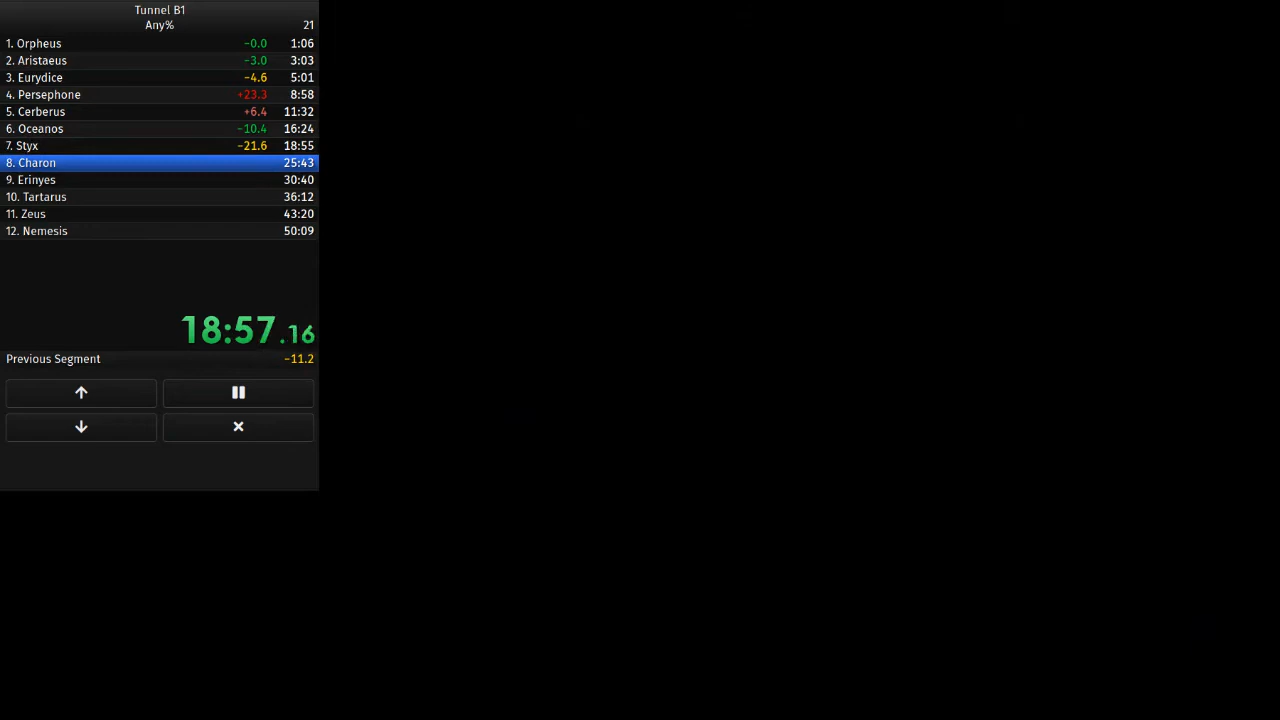 Tunnel B1
Any% 21
1. Orpheus −0.0 1:06
2. Aristaeus −3.0 3:03
3. Eurydice −4.6 5:01
4. Persephone +23.3 8:58
5. Cerberus +6.4 11:32
6. Oceanos −10.4 16:24
7. Styx −21.6 18:55
8. Charon 25:43
9. Erinyes 30:40
10. Tartarus 36:12
11. Zeus 43:20
12. Nemesis 50:09
18:57.16
Previous Segment −11.2